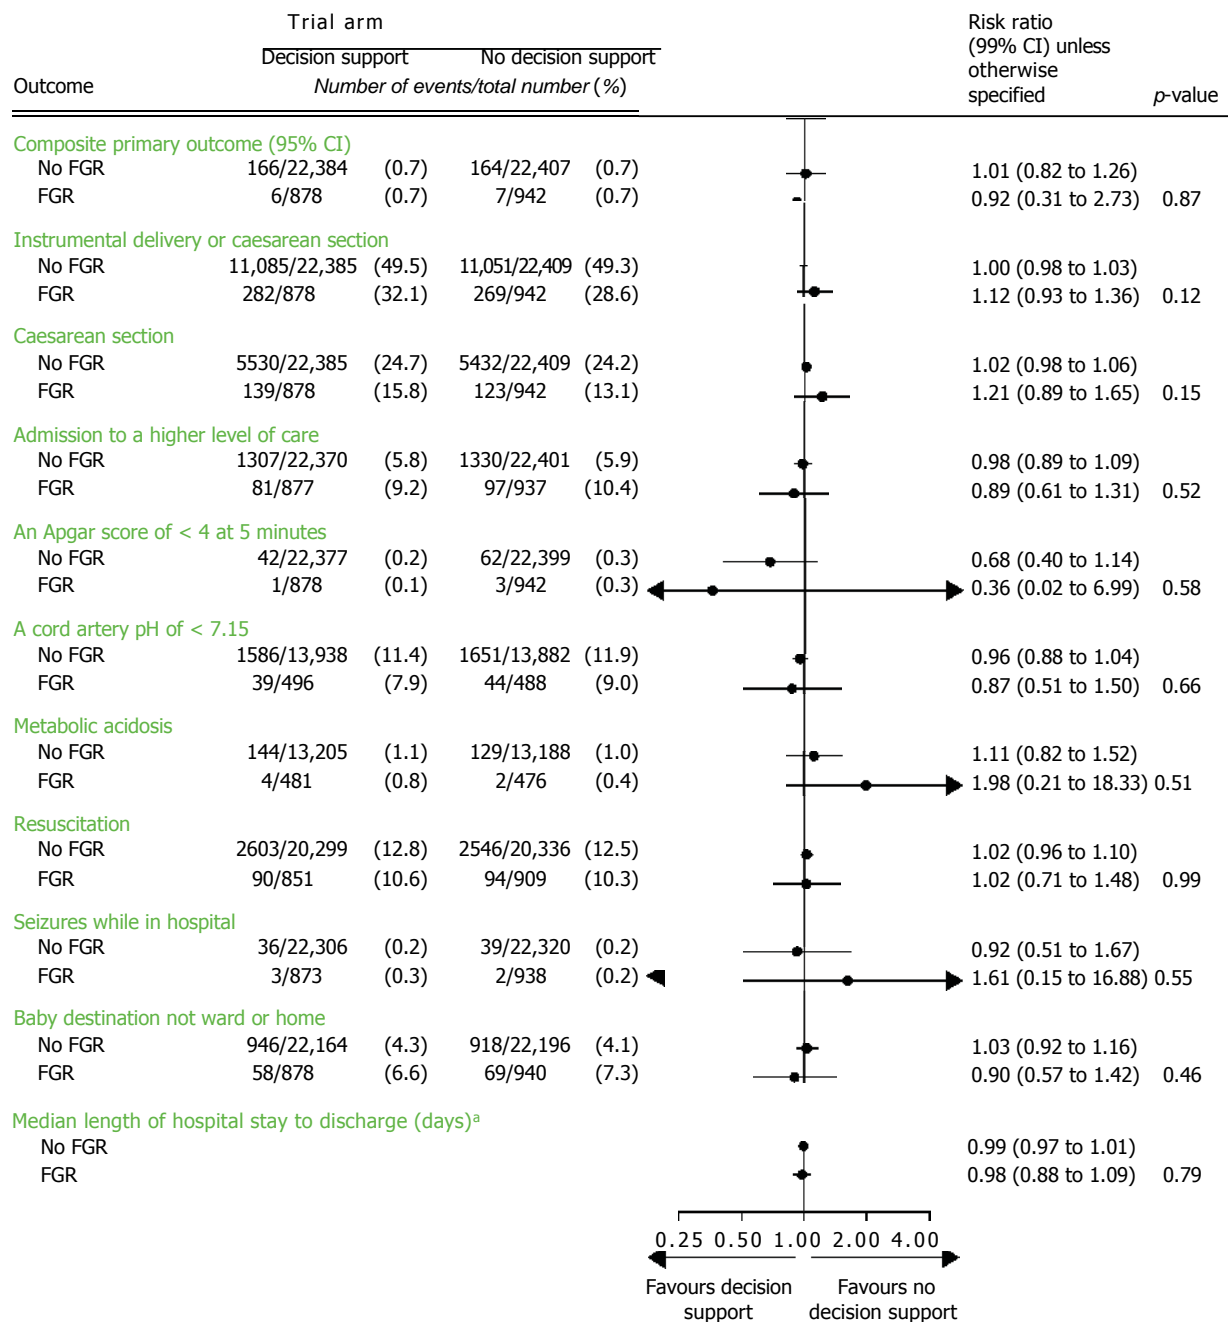 Trial arm
Decision support No decision support
Outcome Number of events/total number (%)
Risk ratio
(99% CI) unless
otherwise
specified p-value
Composite primary outcome (95% CI)
No FGR 166/22,384 (0.7) 164/22,407 (0.7) 1.01 (0.82 to 1.26)
FGR 6/878 (0.7) 7/942 (0.7) 0.92 (0.31 to 2.73) 0.87
Instrumental delivery or caesarean section
No FGR 11,085/22,385 (49.5) 11,051/22,409 (49.3) 1.00 (0.98 to 1.03)
FGR 282/878 (32.1) 269/942 (28.6) 1.12 (0.93 to 1.36) 0.12
Caesarean section
No FGR 5530/22,385 (24.7) 5432/22,409 (24.2) 1.02 (0.98 to 1.06)
FGR 139/878 (15.8) 123/942 (13.1) 1.21 (0.89 to 1.65) 0.15
Admission to a higher level of care
No FGR 1307/22,370 (5.8) 1330/22,401 (5.9) 0.98 (0.89 to 1.09)
FGR 81/877 (9.2) 97/937 (10.4) 0.89 (0.61 to 1.31) 0.52
An Apgar score of < 4 at 5 minutes
No FGR 42/22,377 (0.2) 62/22,399 (0.3) 0.68 (0.40 to 1.14)
FGR 1/878 (0.1) 3/942 (0.3) 0.36 (0.02 to 6.99) 0.58
A cord artery pH of < 7.15
No FGR 1586/13,938 (11.4) 1651/13,882 (11.9) 0.96 (0.88 to 1.04)
FGR 39/496 (7.9) 44/488 (9.0) 0.87 (0.51 to 1.50) 0.66
Metabolic acidosis
No FGR 144/13,205 (1.1) 129/13,188 (1.0) 1.11 (0.82 to 1.52)
FGR 4/481 (0.8) 2/476 (0.4) 1.98 (0.21 to 18.33) 0.51
Resuscitation
No FGR 2603/20,299 (12.8) 2546/20,336 (12.5) 1.02 (0.96 to 1.10)
FGR 90/851 (10.6) 94/909 (10.3) 1.02 (0.71 to 1.48) 0.99
Seizures while in hospital
No FGR 36/22,306 (0.2) 39/22,320 (0.2) 0.92 (0.51 to 1.67)
FGR 3/873 (0.3) 2/938 (0.2) 1.61 (0.15 to 16.88) 0.55
Baby destination not ward or home
No FGR 946/22,164 (4.3) 918/22,196 (4.1) 1.03 (0.92 to 1.16)
FGR 58/878 (6.6) 69/940 (7.3) 0.90 (0.57 to 1.42) 0.46
Median length of hospital stay to discharge (days)ᵃ
No FGR 0.99 (0.97 to 1.01)
FGR 0.98 (0.88 to 1.09) 0.79
0.25 0.50 1.00 2.00 4.00
Favours decision
support
Favours no
decision support